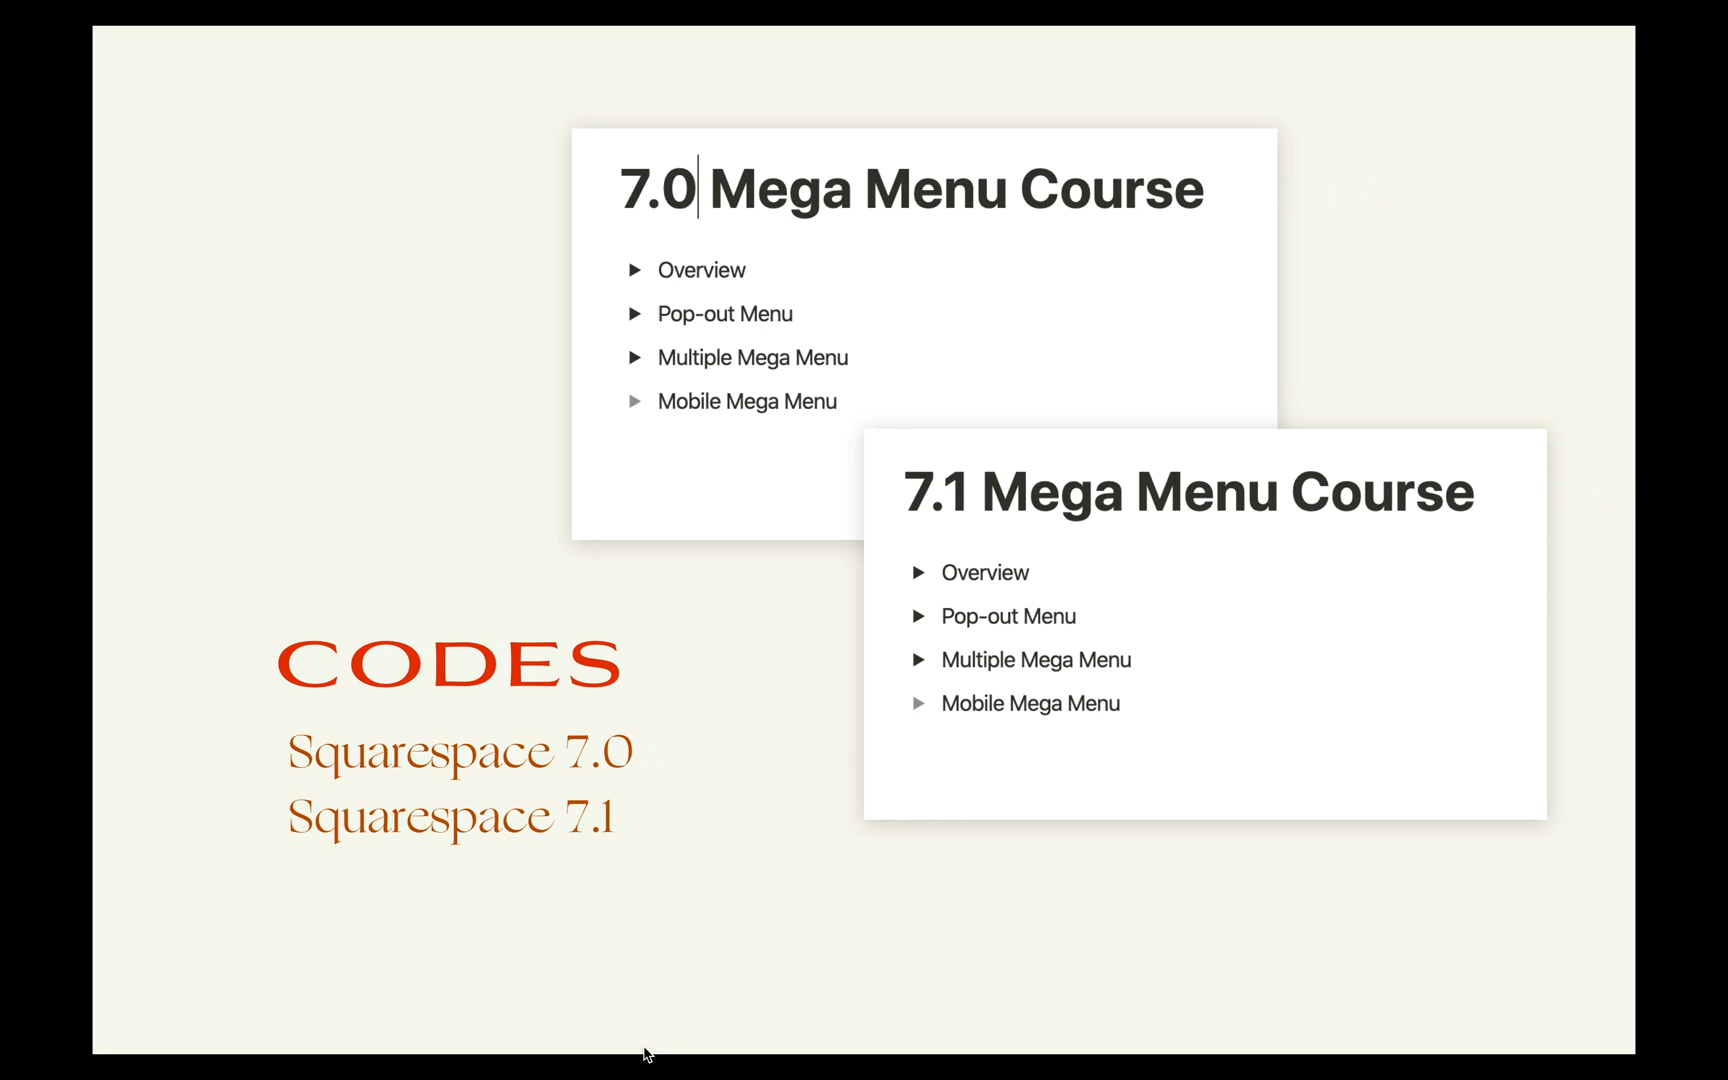 7.0 Mega Menu Course
Overview
Pop-out Menu
Multiple Mega Menu
Mobile Mega Menu
7.1 Mega Menu Course
Overview
Pop-out Menu
Multiple Mega Menu
Mobile Mega Menu
CODES
Squarespace 7.0
Squarespace 7.1